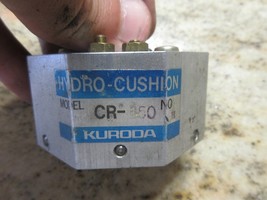 HYDRO-CUSHION
MODEL NO
CR-
KURODA